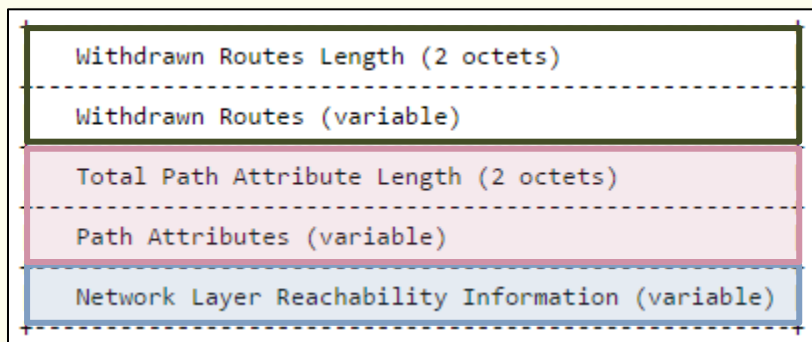 Withdrawn Routes Length (2 octets)
Withdrawn Routes (variable)
Total Path Attribute Length (2 octets)
Path Attributes (variable)
Network Layer Reachability Information (variable)